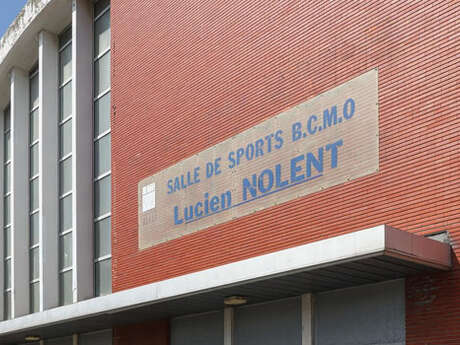 SALLE DE SPORTS B.C.M.O
Lucien NOLENT